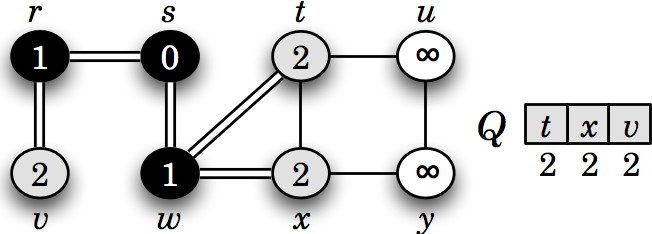 r s t u
1 0 2 ∞
Q t x v
2 1 2 ∞ 2 2 2
v w x y